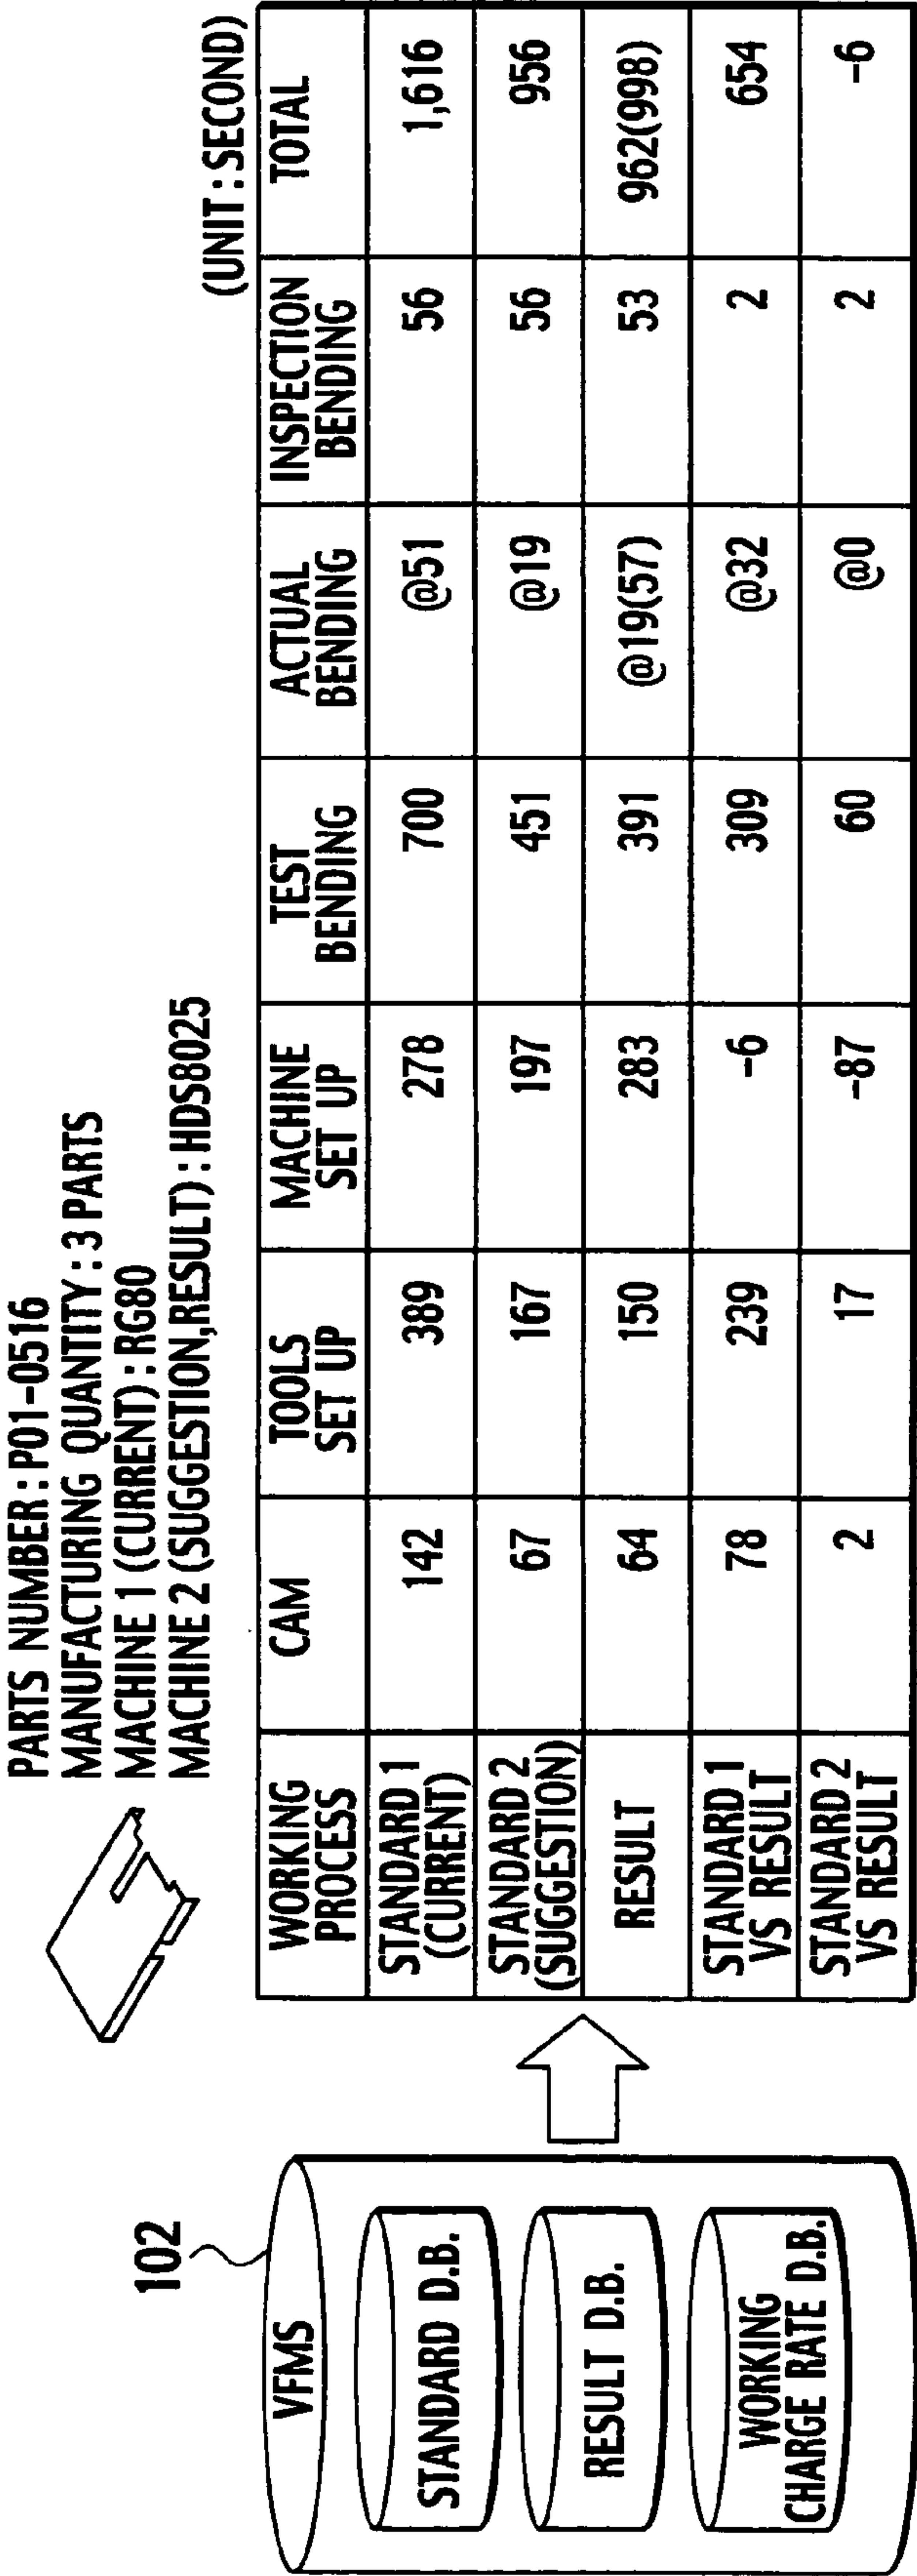 PARTS NUMBER : P01-0516
MANUFACTURING QUANTITY : 3 PARTS
MACHINE 1 (CURRENT) : RG80
MACHINE 2 (SUGGESTION,RESULT) : HDS8025
(UNIT : SECOND)
102
VFMS
STANDARD D.B.
RESULT D.B.
WORKING
CHARGE RATE D.B.
WORKING PROCESS CAM TOOLS SET UP MACHINE SET UP TEST BENDING ACTUAL BENDING INSPECTION BENDING TOTAL
STANDARD 1 (CURRENT) 142 389 278 700 @51 56 1,616
STANDARD 2 (SUGGESTION) 67 167 197 451 @19 56 956
RESULT 64 150 283 391 @19(57) 53 962(998)
STANDARD 1 VS RESULT 78 239 -6 309 @32 2 654
STANDARD 2 VS RESULT 2 17 -87 60 @0 2 -6